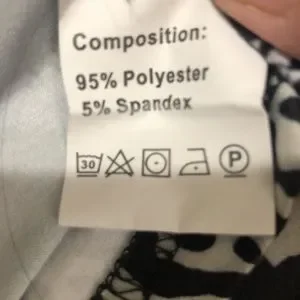 Composition:
95% Polyester
5% Spandex
30 P